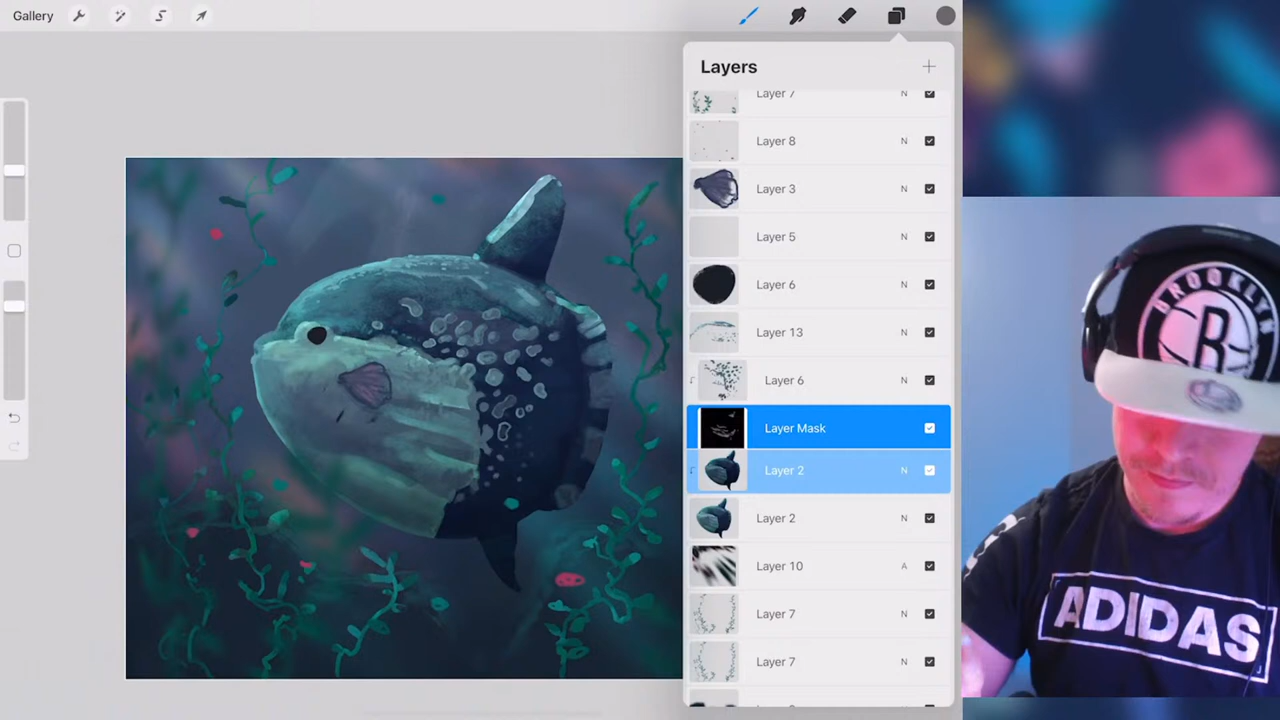 Gallery
Layers
Layer 7 N
Layer 8 N
Layer 3 N
Layer 5 N
Layer 6 N
Layer 13 N
Layer 6 N
Layer Mask
Layer 2 N
Layer 2 N
Layer 10 A
Layer 7 N
Layer 7 N
BROOKLYN
B
ADIDAS